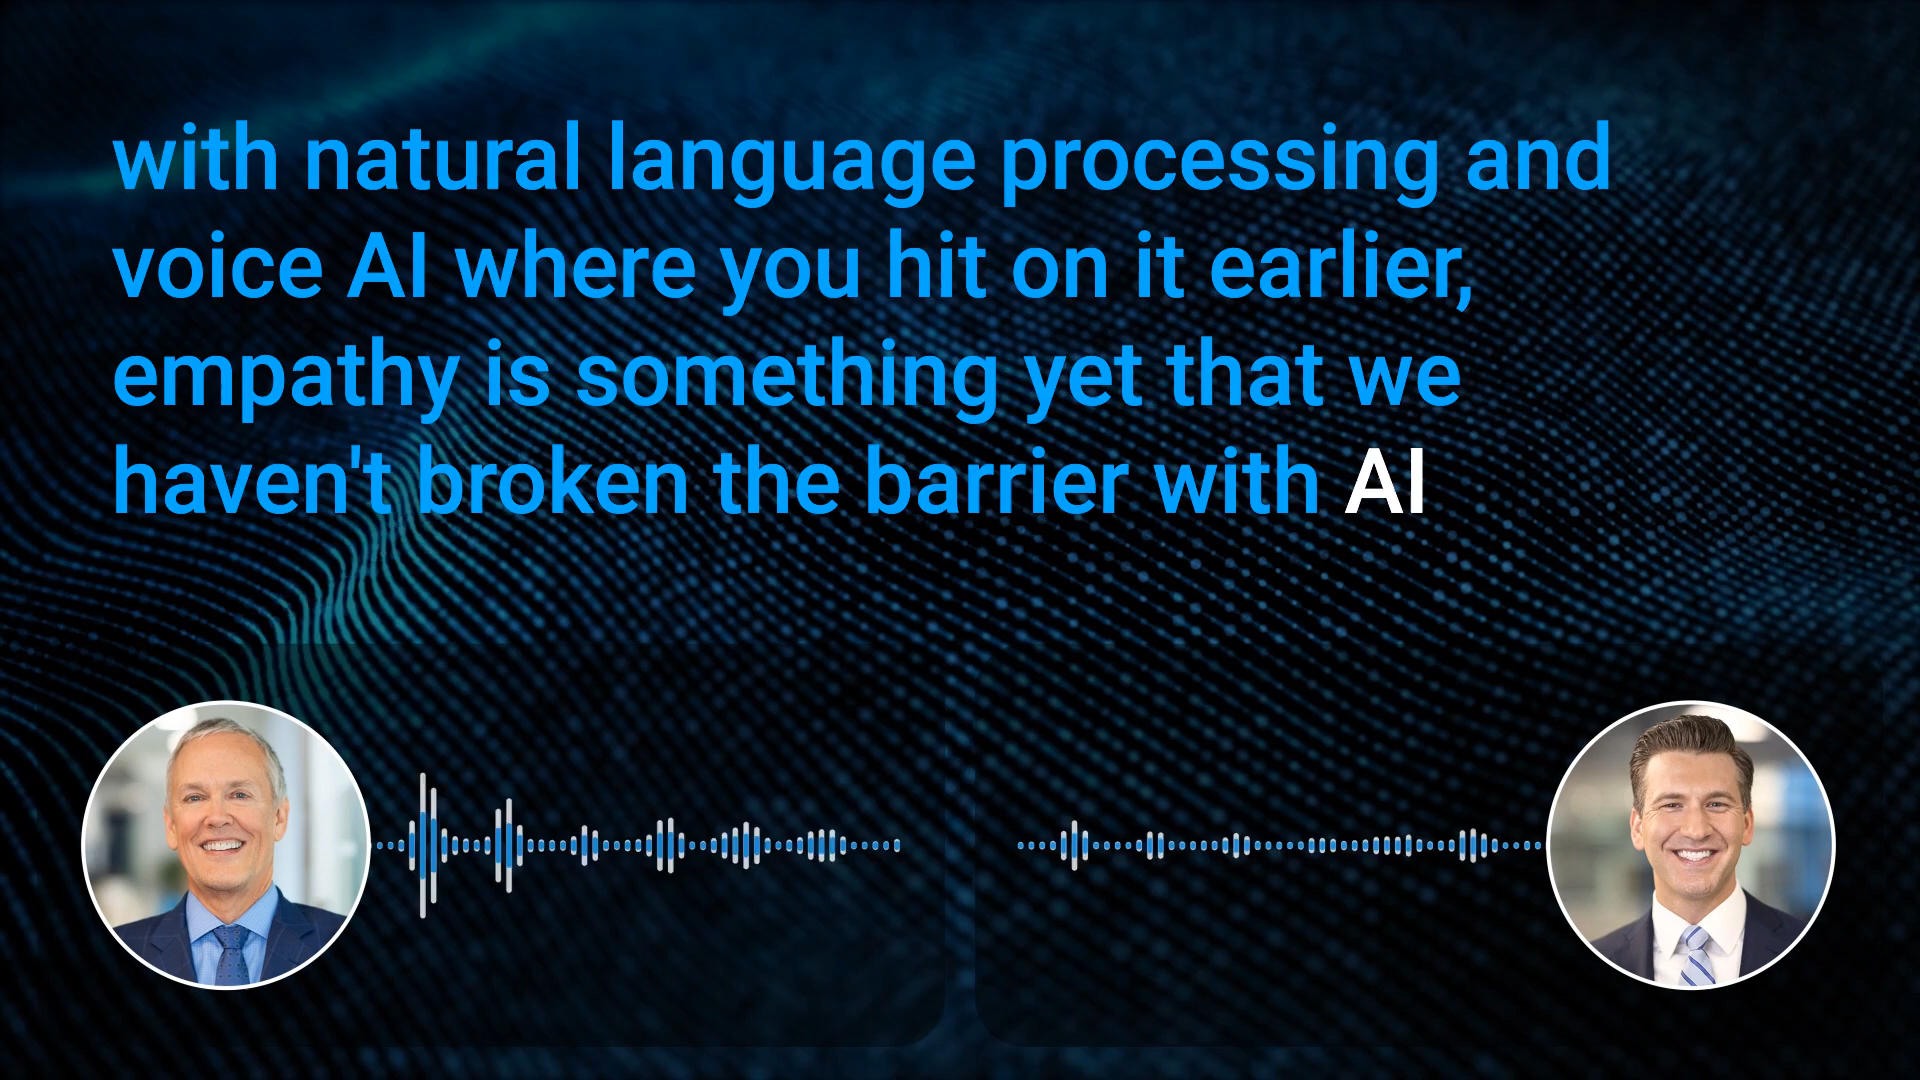 with natural language processing and
voice AI where you hit on it earlier,
empathy is something yet that we
haven't broken the barrier with AI